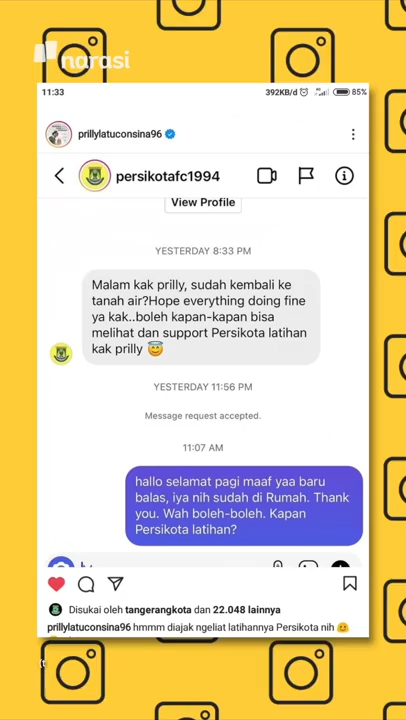 narasi
11:33
392KB/d
85%
prillylatuconsina96
persikotafc1994
View Profile
YESTERDAY 8:33 PM
Malam kak prilly, sudah kembali ke
tanah air?Hope everything doing fine
ya kak..boleh kapan-kapan bisa
melihat dan support Persikota latihan
kak prilly 😇
YESTERDAY 11:56 PM
Message request accepted.
11:07 AM
hallo selamat pagi maaf yaa baru
balas, iya nih sudah di Rumah. Thank
you. Wah boleh-boleh. Kapan
Persikota latihan?
Disukai oleh tangerangkota dan 22.048 lainnya
prillylatuconsina96 hmmm diajak ngeliat latihannya Persikota nih